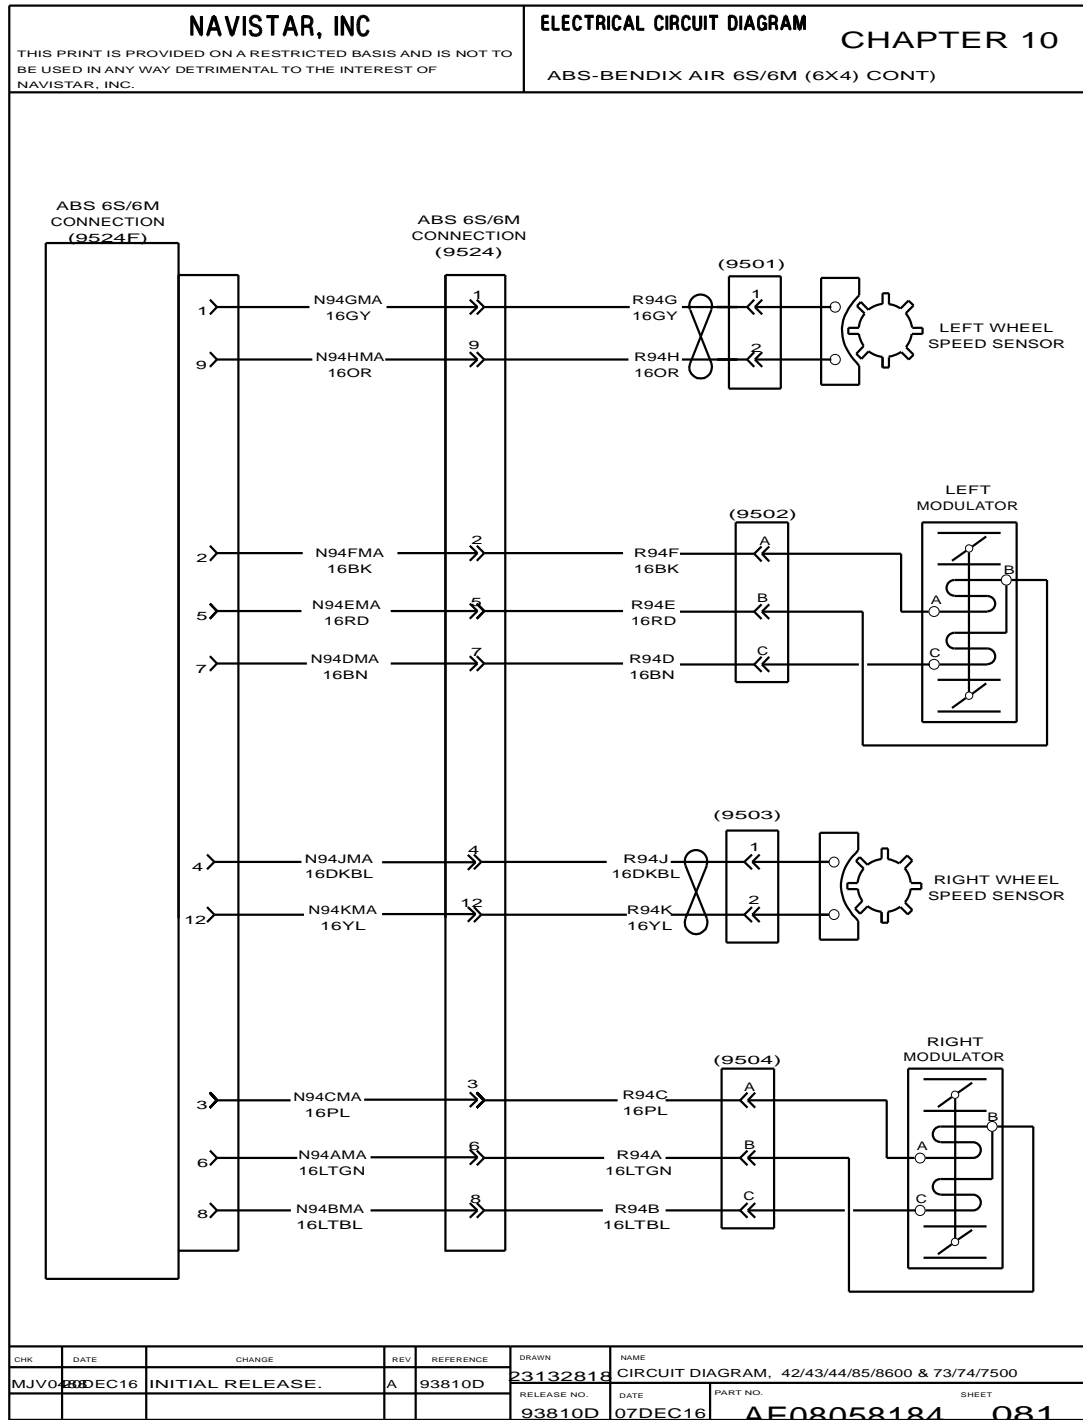 NAVISTAR, INC
THIS PRINT IS PROVIDED ON A RESTRICTED BASIS AND IS NOT TO
BE USED IN ANY WAY DETRIMENTAL TO THE INTEREST OF
NAVISTAR, INC.
ELECTRICAL CIRCUIT DIAGRAM
CHAPTER 10
ABS-BENDIX AIR 6S/6M (6X4) CONT)
ABS 6S/6M
CONNECTION
(9524F)
ABS 6S/6M
CONNECTION
(9524)
(9501)
1 N94GMA 1 R94G 1
16GY 16GY
9 N94HMA 9 R94H 2
16OR 16OR
LEFT WHEEL
SPEED SENSOR
LEFT
MODULATOR
(9502)
2 N94FMA 2 R94F A
16BK 16BK
5 N94EMA 5 R94E B
16RD 16RD
7 N94DMA 7 R94D C
16BN 16BN
B
A
C
(9503)
4 N94JMA 4 R94J 1
16DKBL 16DKBL
12 N94KMA 12 R94K 2
16YL 16YL
RIGHT WHEEL
SPEED SENSOR
RIGHT
MODULATOR
(9504)
3 N94CMA 3 R94C A
16PL 16PL
6 N94AMA 6 R94A B
16LTGN 16LTGN
8 N94BMA 8 R94B C
16LTBL 16LTBL
B
A
C
CHK DATE CHANGE REV REFERENCE DRAWN NAME
DEC16 INITIAL RELEASE. A 93810D 23132818 CIRCUIT DIAGRAM, 42/43/44/85/8600 & 73/74/7500
RELEASE NO. DATE PART NO. SHEET
93810D 07DEC16 AE08058184 081